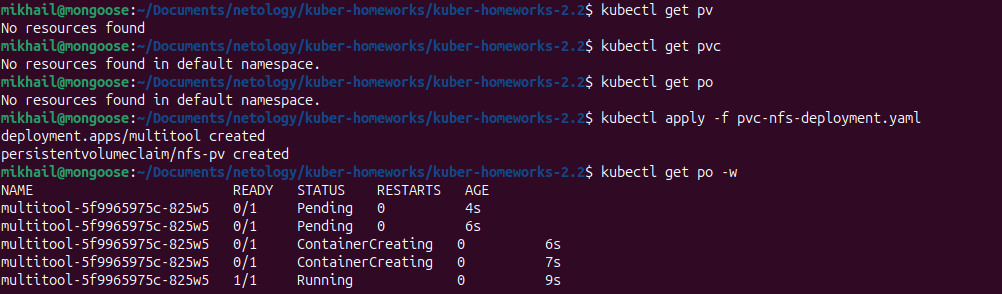 mikhail@mongoose:~/Documents/netology/kuber-homeworks/kuber-homeworks-2.2$ kubectl get pv
No resources found
mikhail@mongoose:~/Documents/netology/kuber-homeworks/kuber-homeworks-2.2$ kubectl get pvc
No resources found in default namespace.
mikhail@mongoose:~/Documents/netology/kuber-homeworks/kuber-homeworks-2.2$ kubectl get po
No resources found in default namespace.
mikhail@mongoose:~/Documents/netology/kuber-homeworks/kuber-homeworks-2.2$ kubectl apply -f pvc-nfs-deployment.yaml
deployment.apps/multitool created
persistentvolumeclaim/nfs-pv created
mikhail@mongoose:~/Documents/netology/kuber-homeworks/kuber-homeworks-2.2$ kubectl get po -w
NAME                         READY   STATUS    RESTARTS   AGE
multitool-5f9965975c-825w5   0/1     Pending   0          4s
multitool-5f9965975c-825w5   0/1     Pending   0          6s
multitool-5f9965975c-825w5   0/1     ContainerCreating   0          6s
multitool-5f9965975c-825w5   0/1     ContainerCreating   0          7s
multitool-5f9965975c-825w5   1/1     Running             0          9s